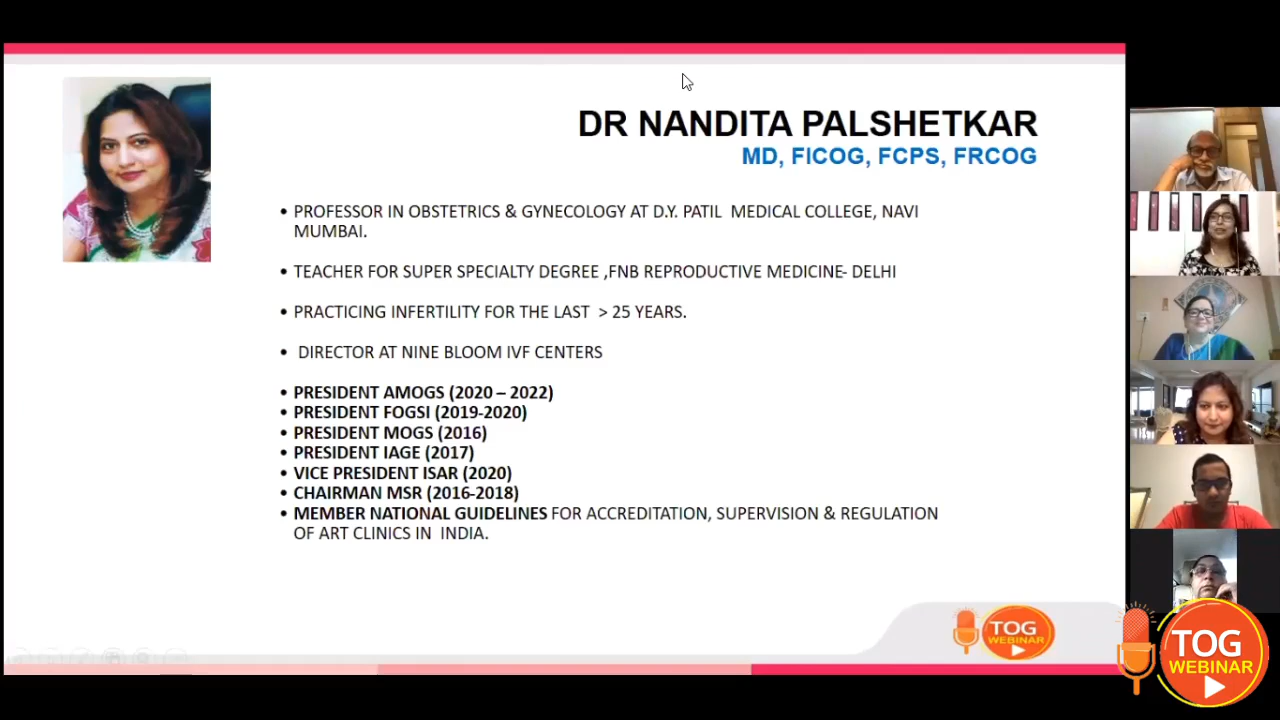 DR NANDITA PALSHETKAR
MD, FICOG, FCPS, FRCOG
• PROFESSOR IN OBSTETRICS & GYNECOLOGY AT D.Y. PATIL MEDICAL COLLEGE, NAVI
MUMBAI.
• TEACHER FOR SUPER SPECIALTY DEGREE ,FNB REPRODUCTIVE MEDICINE- DELHI
• PRACTICING INFERTILITY FOR THE LAST > 25 YEARS.
• DIRECTOR AT NINE BLOOM IVF CENTERS
• PRESIDENT AMOGS (2020 – 2022)
• PRESIDENT FOGSI (2019-2020)
• PRESIDENT MOGS (2016)
• PRESIDENT IAGE (2017)
• VICE PRESIDENT ISAR (2020)
• CHAIRMAN MSR (2016-2018)
• MEMBER NATIONAL GUIDELINES FOR ACCREDITATION, SUPERVISION & REGULATION
OF ART CLINICS IN INDIA.
TOG
WEBINAR
TOG
WEBINAR